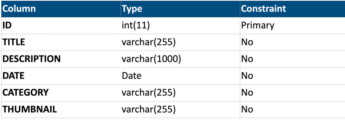 Column Type Constraint
ID int(11) Primary
TITLE varchar(255) No
DESCRIPTION varchar(1000) No
DATE Date No
CATEGORY varchar(255) No
THUMBNAIL varchar(255) No